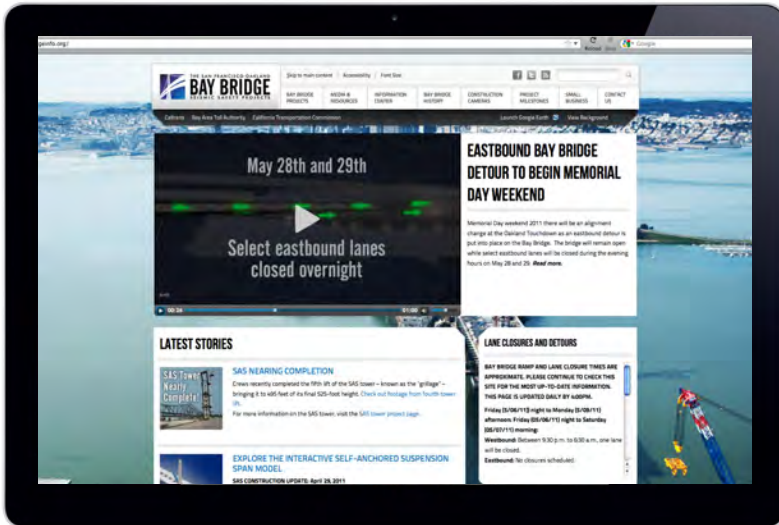 geinfo.org/
Reload Stop
Google
THE SAN FRANCISCO-OAKLAND
BAY BRIDGE
SEISMIC SAFETY PROJECTS
Skip to main content | Accessibility | Font Size
BAY BRIDGE PROJECTS
MEDIA & RESOURCES
INFORMATION CENTER
BAY BRIDGE HISTORY
CONSTRUCTION CAMERAS
PROJECT MILESTONES
SMALL BUSINESS
CONTACT US
Caltrans Bay Area Toll Authority California Transportation Commission
Launch Google Earth View Background
May 28th and 29th
Select eastbound lanes
closed overnight
00:26
01:00
EASTBOUND BAY BRIDGE
DETOUR TO BEGIN MEMORIAL
DAY WEEKEND
Memorial Day weekend 2011 there will be an alignment
change at the Oakland Touchdown as an eastbound detour is
put into place on the Bay Bridge. The bridge will remain open
while select eastbound lanes will be closed during the evening
hours on May 28 and 29. Read more.
LATEST STORIES
SAS Tower
Nearly
Complete!
SAS NEARING COMPLETION
Crews recently completed the fifth lift of the SAS tower – known as the "grillage" –
bringing it to 495 feet of its final 525-foot height. Check out footage from fourth tower
lift.
For more information on the SAS tower, visit the SAS tower project page.
EXPLORE THE INTERACTIVE SELF-ANCHORED SUSPENSION
SPAN MODEL
SAS CONSTRUCTION UPDATE: April 29, 2011
LANE CLOSURES AND DETOURS
BAY BRIDGE RAMP AND LANE CLOSURE TIMES ARE
APPROXIMATE. PLEASE CONTINUE TO CHECK THIS
SITE FOR THE MOST UP-TO-DATE INFORMATION.
THIS PAGE IS UPDATED DAILY BY 4:00PM.
Friday (5/06/11) night to Monday (5/09/11)
afternoon: Friday (05/06/11) night to Saturday
(05/07/11) morning:
Westbound: Between 9:30 p.m. to 6:30 a.m., one lane
will be closed.
Eastbound: No closures scheduled.